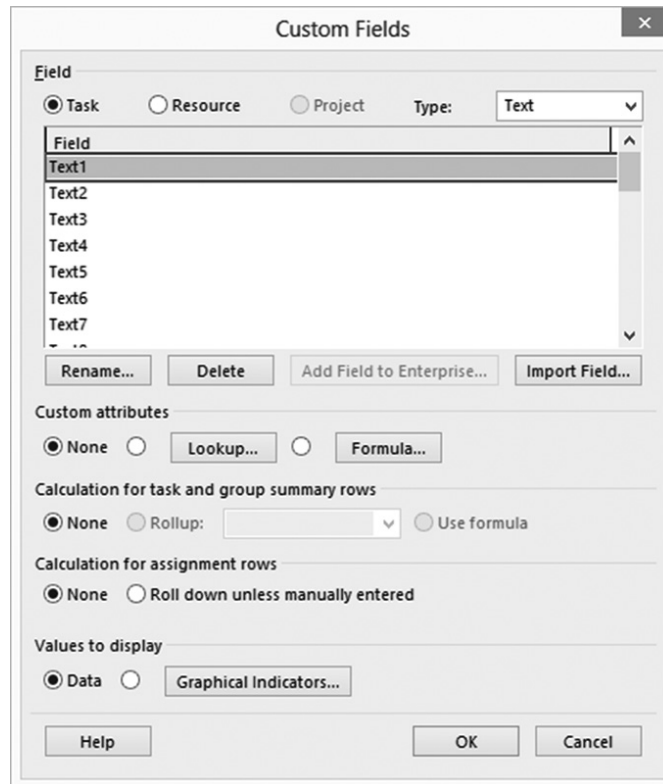 Custom Fields
Field
Task Resource Project Type: Text
Field
Text1
Text2
Text3
Text4
Text5
Text6
Text7
Rename... Delete Add Field to Enterprise... Import Field...
Custom attributes
None Lookup... Formula...
Calculation for task and group summary rows
None Rollup: Use formula
Calculation for assignment rows
None Roll down unless manually entered
Values to display
Data Graphical Indicators...
Help OK Cancel